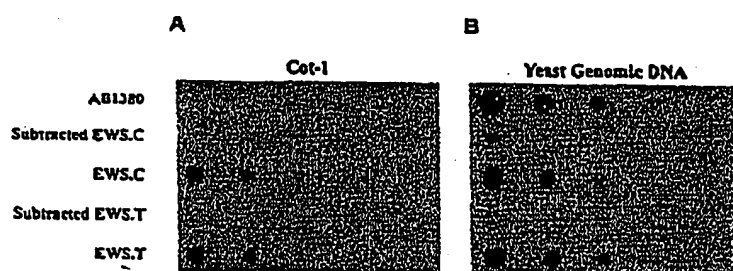 A
B
Cot-1
Yeast Genomic DNA
AB1380
Subtracted EWS.C
EWS.C
Subtracted EWS.T
EWS.T